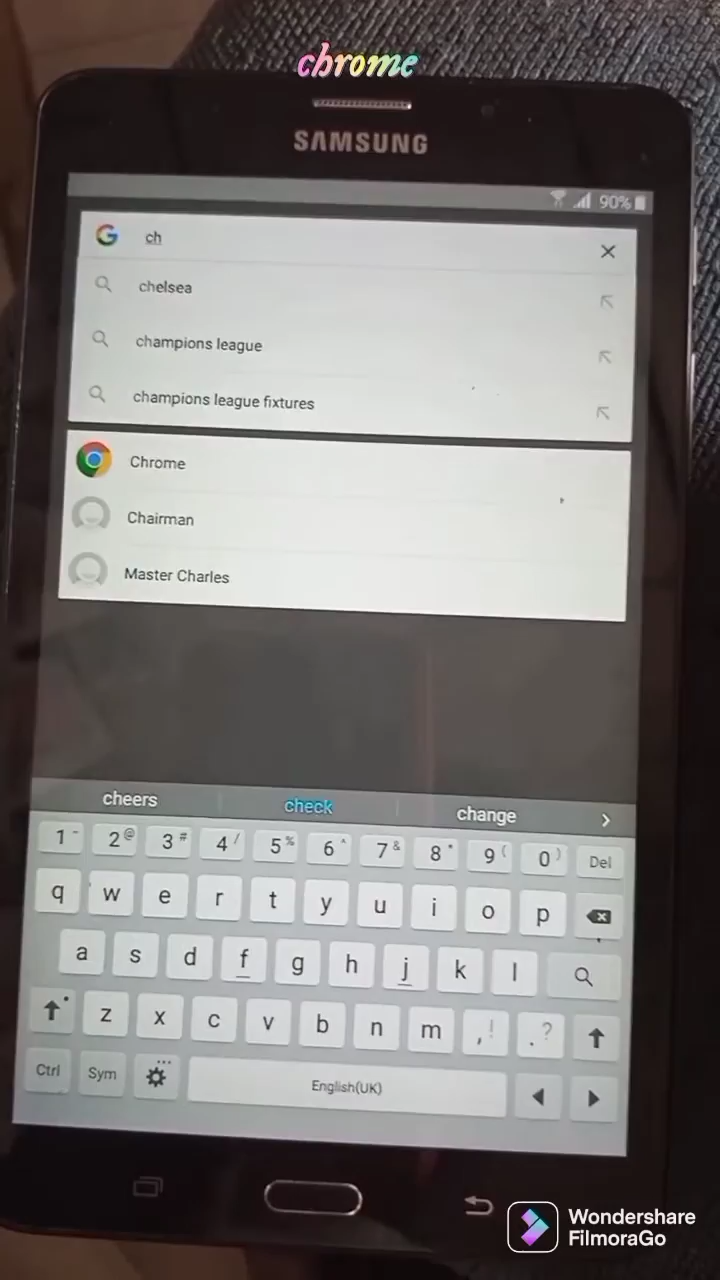 chrome
SAMSUNG
90%
ch
chelsea
champions league
champions league fixtures
Chrome
Chairman
Master Charles
cheers check change
1 - 2 @ 3 # 4 / 5 % 6 ^ 7 & 8 * 9 ( 0 ) Del
q w e r t y u i o p
a s d f g h j k l
z x c v b n m , ! . ?
Ctrl Sym English(UK)
Wondershare
FilmoraGo